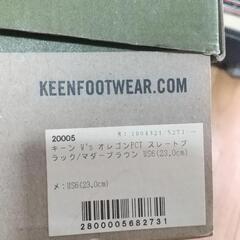 KEENFOOTWEAR.COM
20005
キーン W's オレゴンPCT スレートブ
ラック/マダーブラウン US6(23.0cm)
メ:US6(23.0cm)
2800005682731